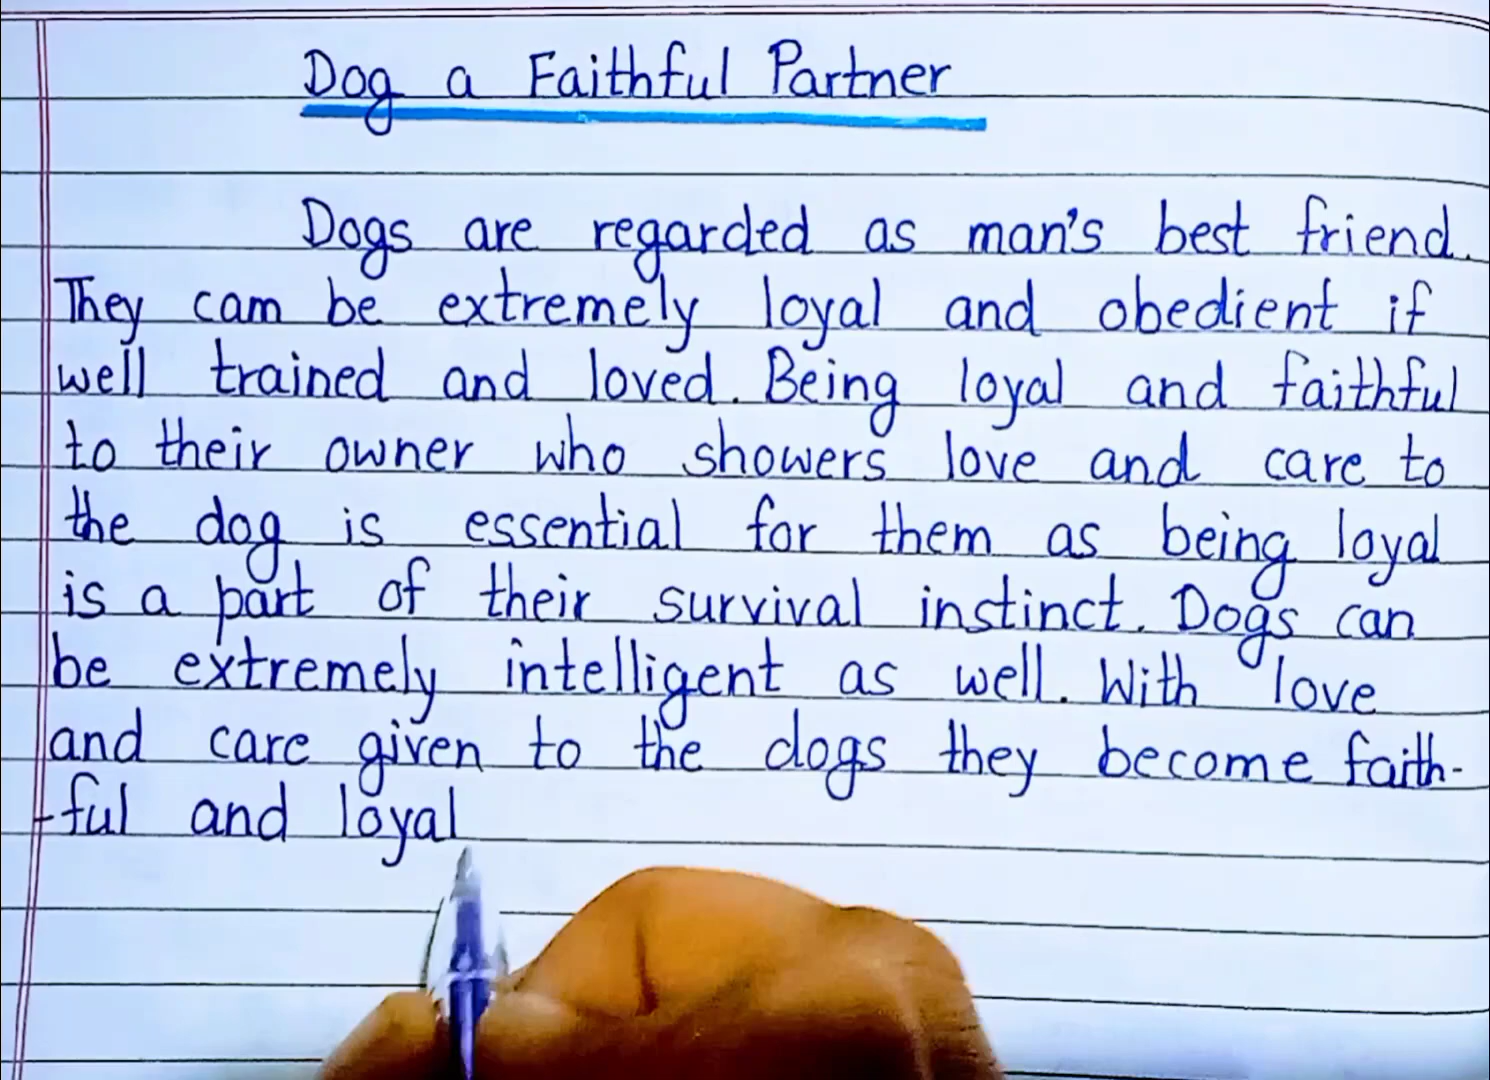 Dog a Faithful Partner
Dogs are regarded as man's best friend.
They cam be extremely loyal and obedient if
well trained and loved. Being loyal and faithful
to their owner who showers love and care to
the dog is essential for them as being loyal
is a part of their survival instinct. Dogs can
be extremely intelligent as well. With love
and care given to the dogs they become faith-
-ful and loyal